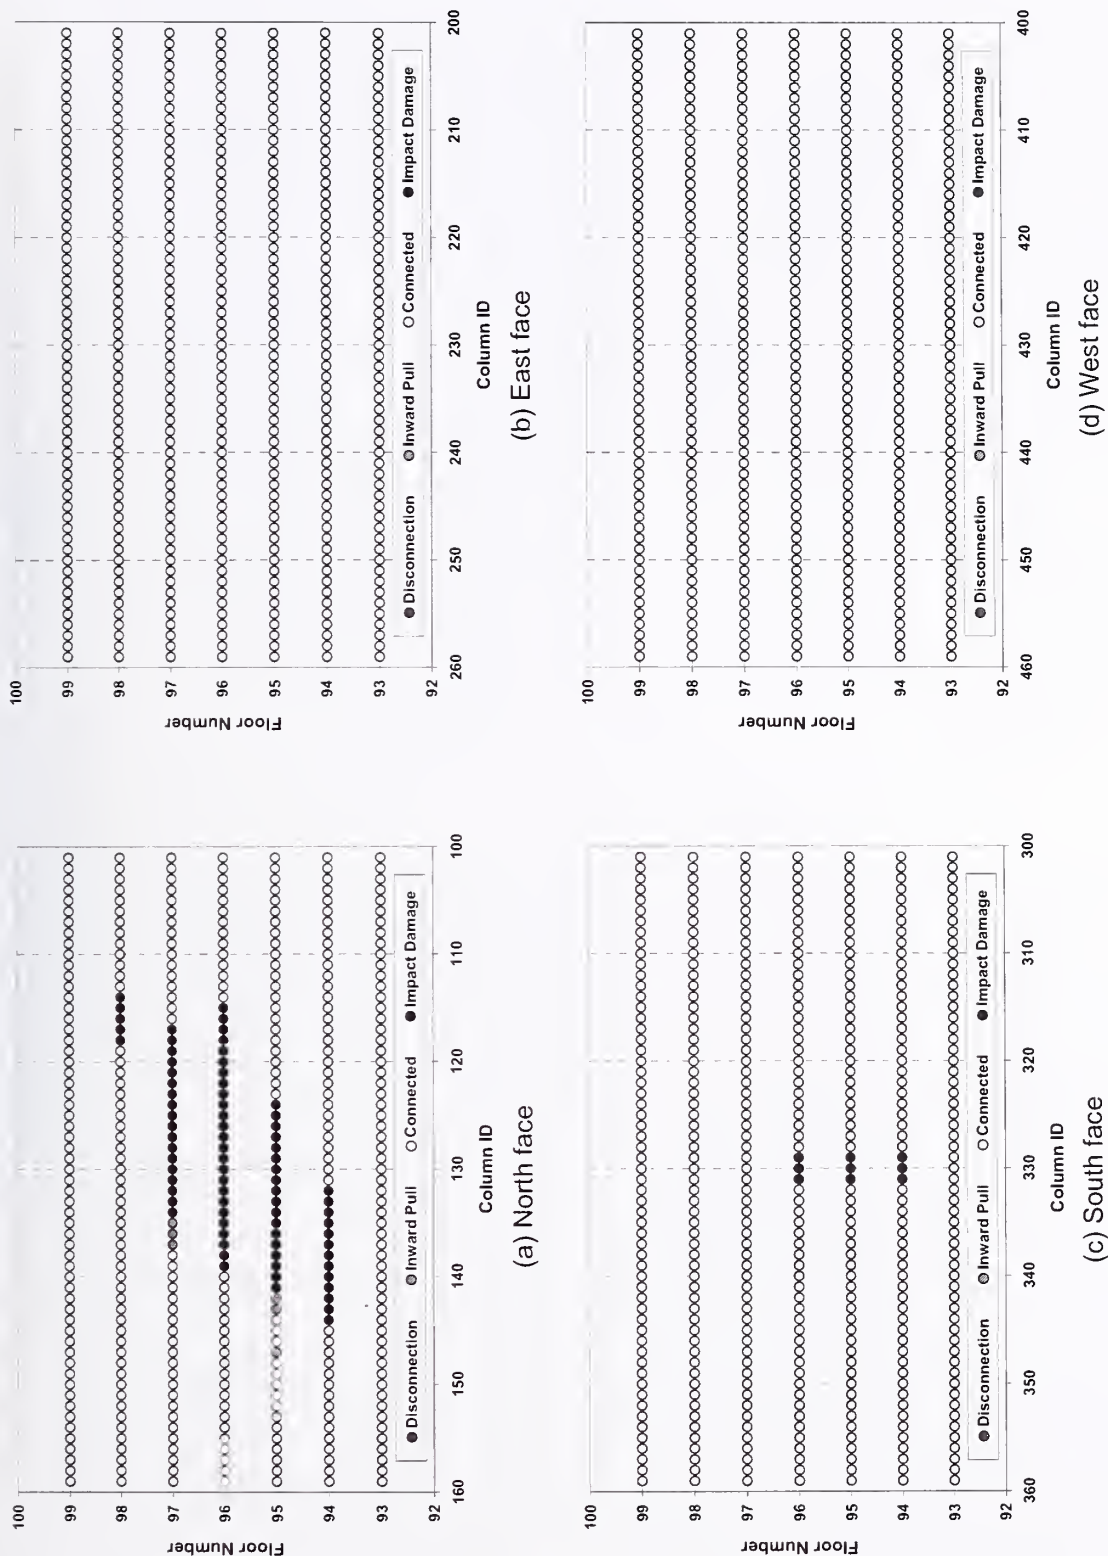 100
99
98
97
96
95
94
93
92
Floor Number
Disconnection Inward Pull Connected Impact Damage
160 150 140 130 120 110 100
Column ID
(a) North face
100
99
98
97
96
95
94
93
92
Floor Number
Disconnection Inward Pull Connected Impact Damage
260 250 240 230 220 210 200
Column ID
(b) East face
100
99
98
97
96
95
94
93
92
Floor Number
Disconnection Inward Pull Connected Impact Damage
360 350 340 330 320 310 300
Column ID
(c) South face
100
99
98
97
96
95
94
93
92
Floor Number
Disconnection Inward Pull Connected Impact Damage
460 450 440 430 420 410 400
Column ID
(d) West face